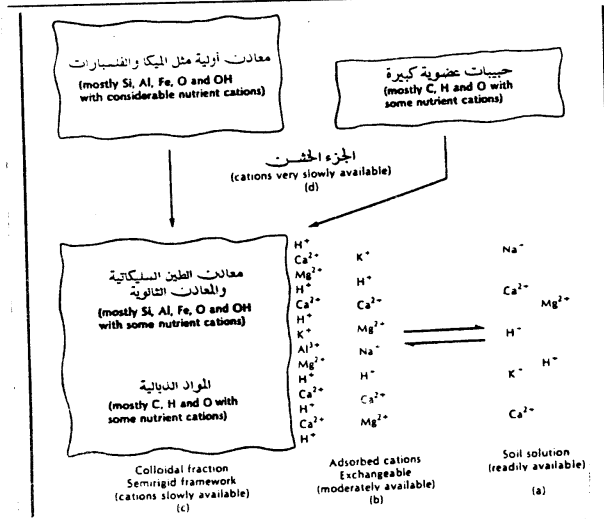 معادن أولية مثل الميكا والفلسبارات
(mostly Si, Al, Fe, O and OH
with considerable nutrient cations)
حبيبات عضوية كبيرة
(mostly C, H and O with
some nutrient cations)
الجزء الخشن
(cations very slowly available)
(d)
معادن الطين السليكاتية
والمعادن الثانوية
(mostly Si, Al, Fe, O and OH
with some nutrient cations)
المواد الدبالية
(mostly C, H and O with
some nutrient cations)
H⁺
Ca²⁺
Mg²⁺
H⁺
Ca²⁺
H⁺
K⁺
Al³⁺
Mg²⁺
H⁺
Ca²⁺
H⁺
Ca²⁺
H⁺
K⁺
H⁺
Ca²⁺
Mg²⁺
Na⁺
H⁺
Ca²⁺
Mg²⁺
Na⁺
Ca²⁺
Mg²⁺
H⁺
H⁺
K⁺
Ca²⁺
Colloidal fraction
Semirigid framework
(cations slowly available)
(c)
Adsorbed cations
Exchangeable
(moderately available)
(b)
Soil solution
(readily available)
(a)